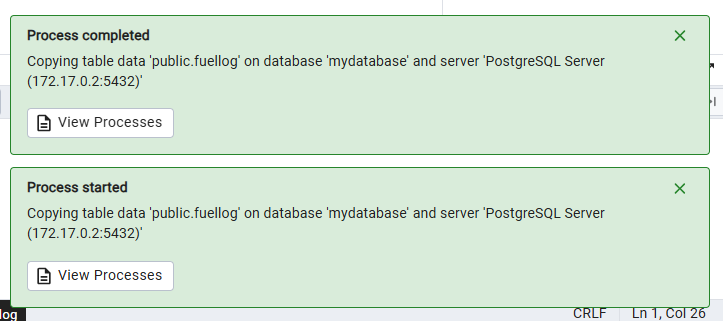 Process completed
Copying table data 'public.fuellog' on database 'mydatabase' and server 'PostgreSQL Server
(172.17.0.2:5432)'
View Processes
Process started
Copying table data 'public.fuellog' on database 'mydatabase' and server 'PostgreSQL Server
(172.17.0.2:5432)'
View Processes
log
CRLF
Ln 1, Col 26